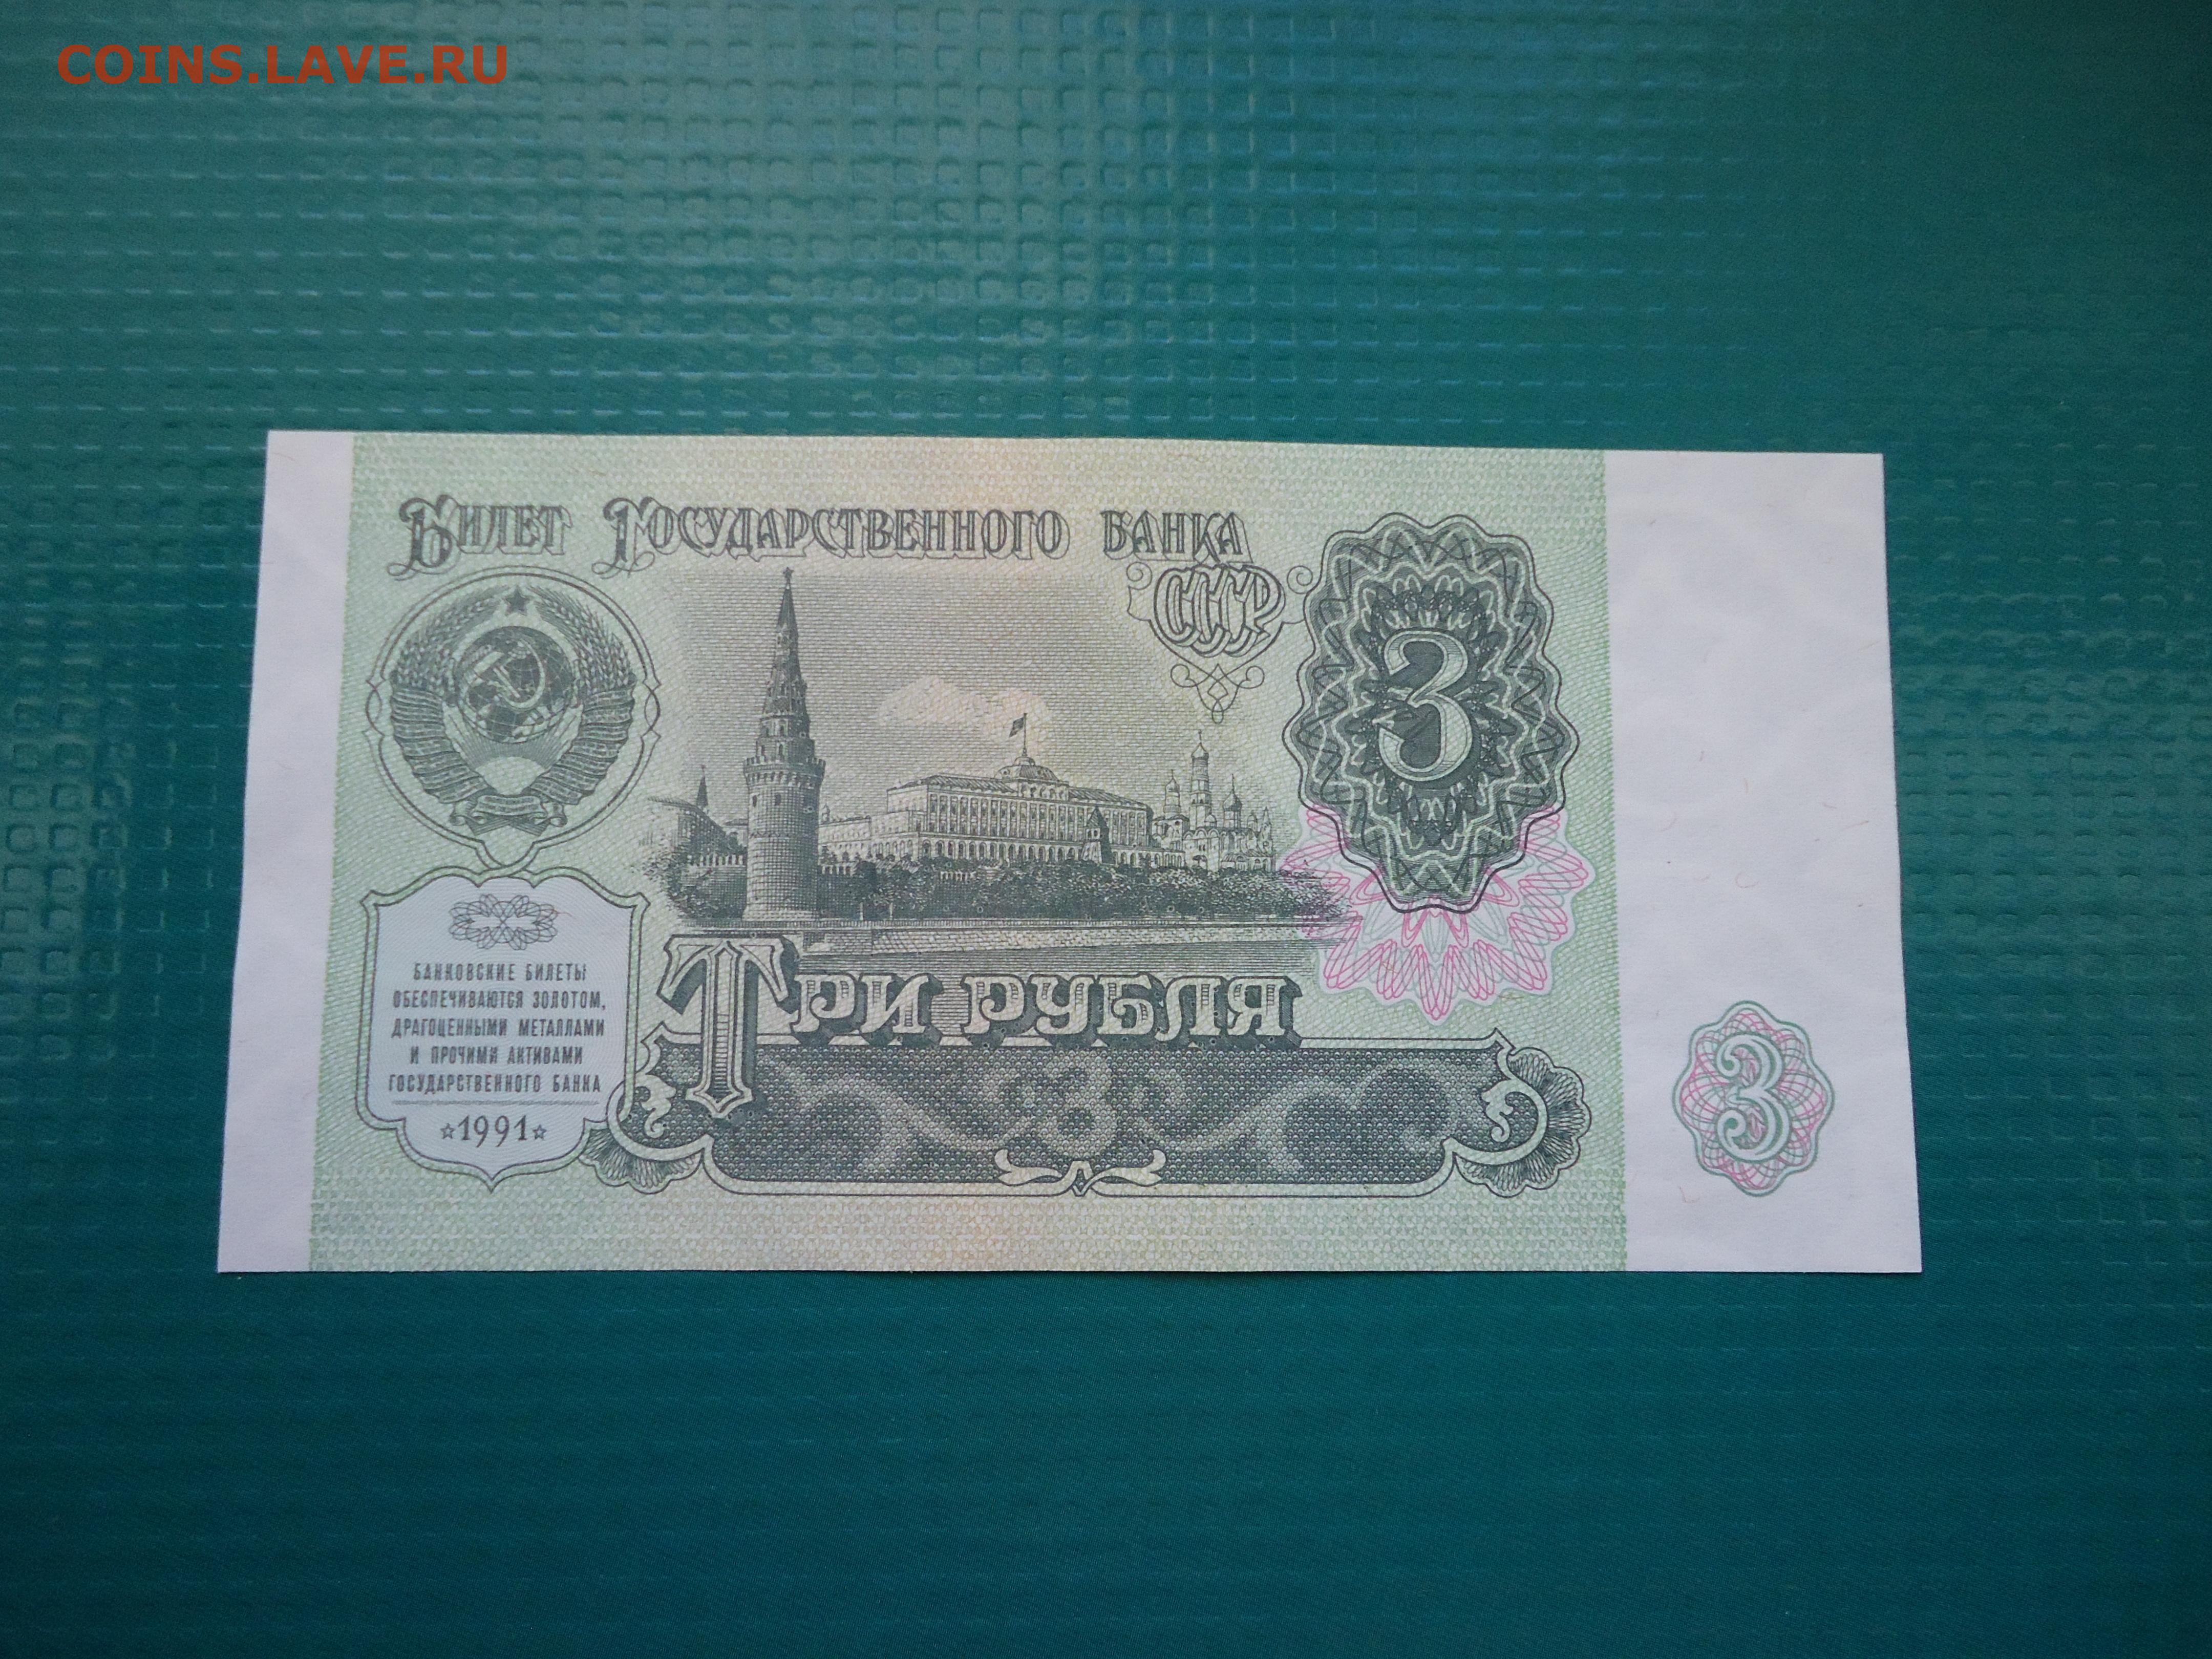 COINS.LAVE.RU
БИЛЕТ ГОСУДАРСТВЕННОГО БАНКА
СССР
3
БАНКОВСКИЕ БИЛЕТЫ
ОБЕСПЕЧИВАЮТСЯ ЗОЛОТОМ,
ДРАГОЦЕННЫМИ МЕТАЛЛАМИ
И ПРОЧИМИ АКТИВАМИ
ГОСУДАРСТВЕННОГО БАНКА
☆1991☆
ТРИ РУБЛЯ
3
3